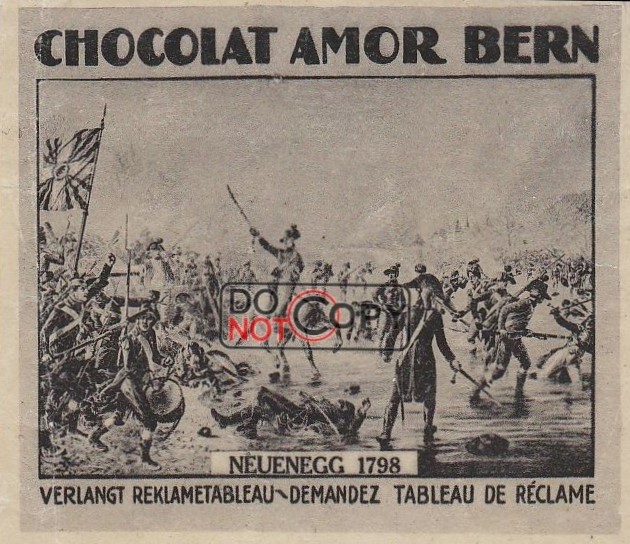 CHOCOLAT AMOR BERN
DO NOT COPY
NEUENEGG 1798
VERLANGT REKLAMETABLEAU~DEMANDEZ TABLEAU DE RÉCLAME